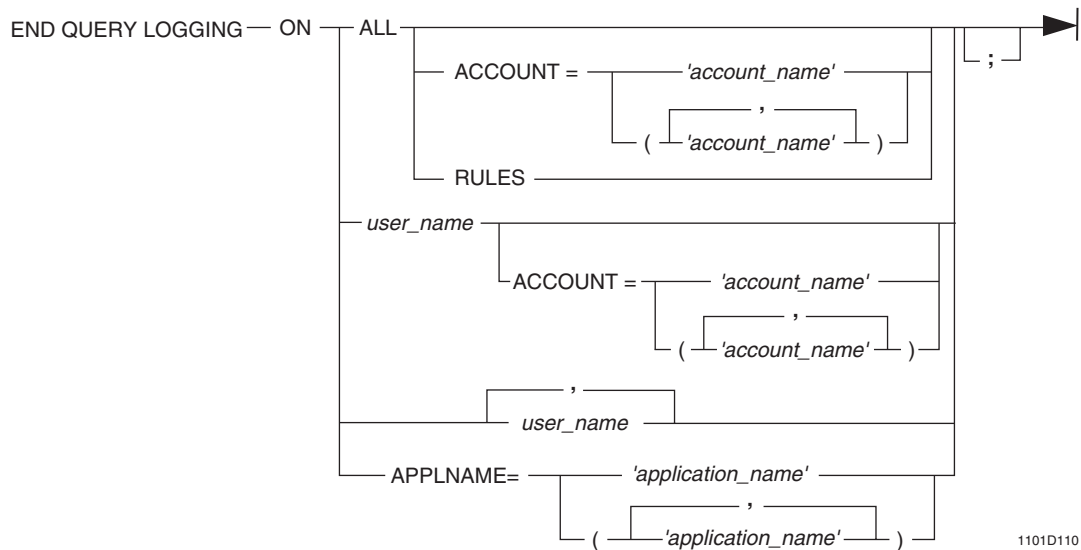 END QUERY LOGGING ON ALL
;
ACCOUNT = 'account_name'
,
( 'account_name' )
RULES
user_name
ACCOUNT = 'account_name'
,
( 'account_name' )
,
user_name
APPLNAME= 'application_name'
,
( 'application_name' )
1101D110